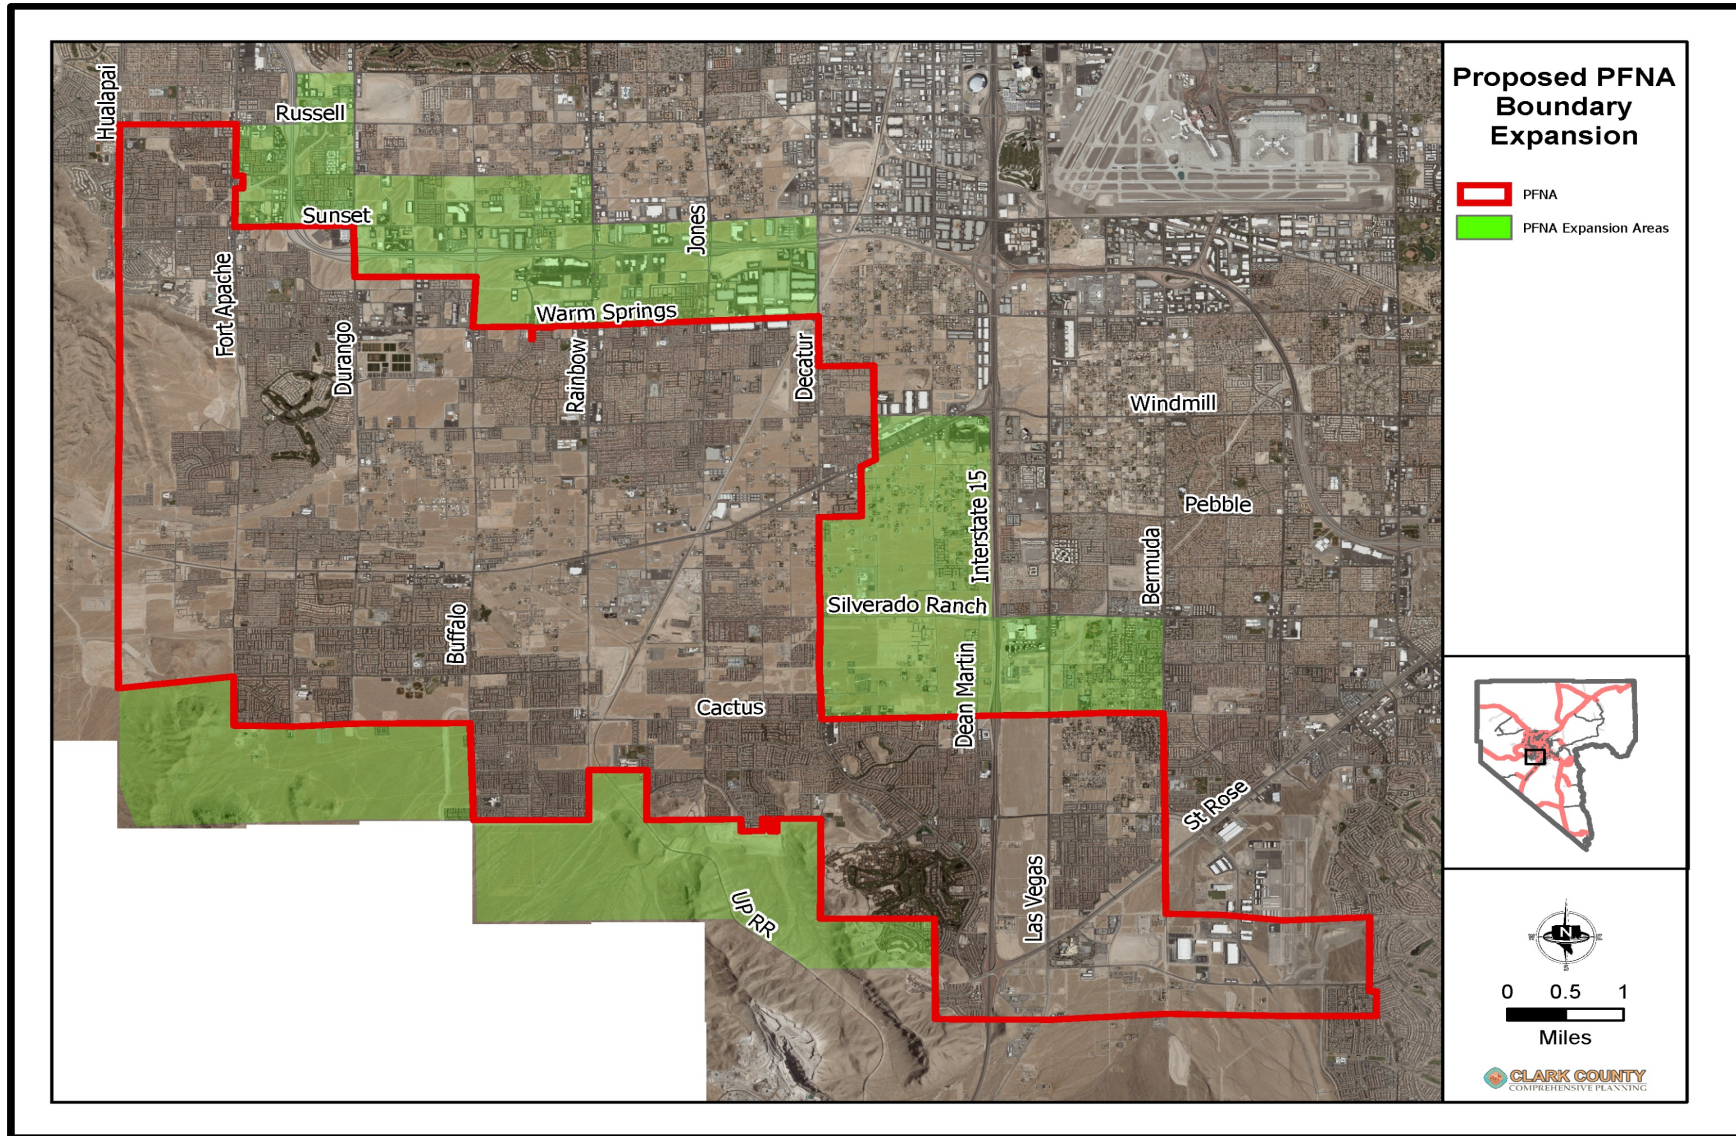 Proposed PFNA
Boundary
Expansion
PFNA
PFNA Expansion Areas
Hualapai
Russell
Sunset
Jones
Fort Apache
Durango
Warm Springs
Rainbow
Decatur
Windmill
Interstate 15
Pebble
Bermuda
Buffalo
Silverado Ranch
Dean Martin
Cactus
St Rose
Las Vegas
UP RR
N
W
E
S
0 0.5 1
Miles
CLARK COUNTY
COMPREHENSIVE PLANNING